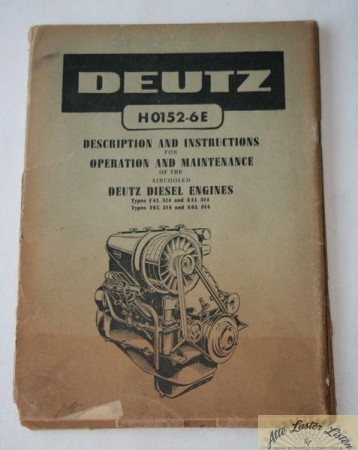 DEUTZ
H0152-6E
DESCRIPTION AND INSTRUCTIONS
FOR
OPERATION AND MAINTENANCE
OF THE
AIRCOOLED
DEUTZ DIESEL ENGINES
Types F4L 514 and A4L 514
Types F6L 514 and A6L 514
Alte Laster Listen